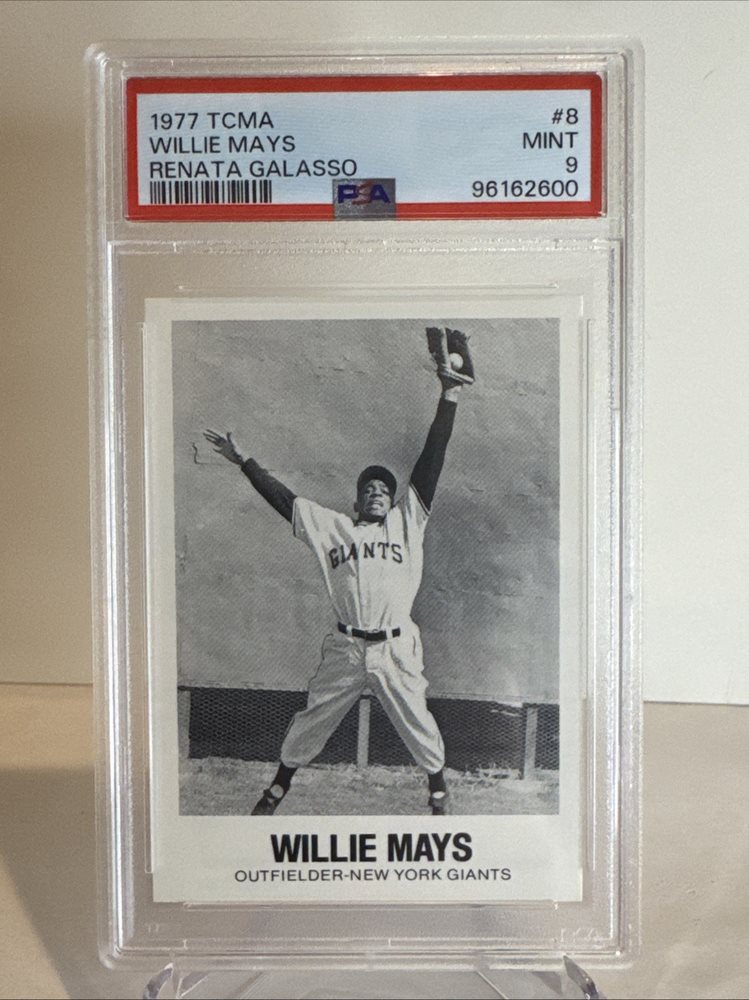 1977 TCMA #8
WILLIE MAYS MINT
RENATA GALASSO 9
PSA 96162600
GIANTS
WILLIE MAYS
OUTFIELDER-NEW YORK GIANTS